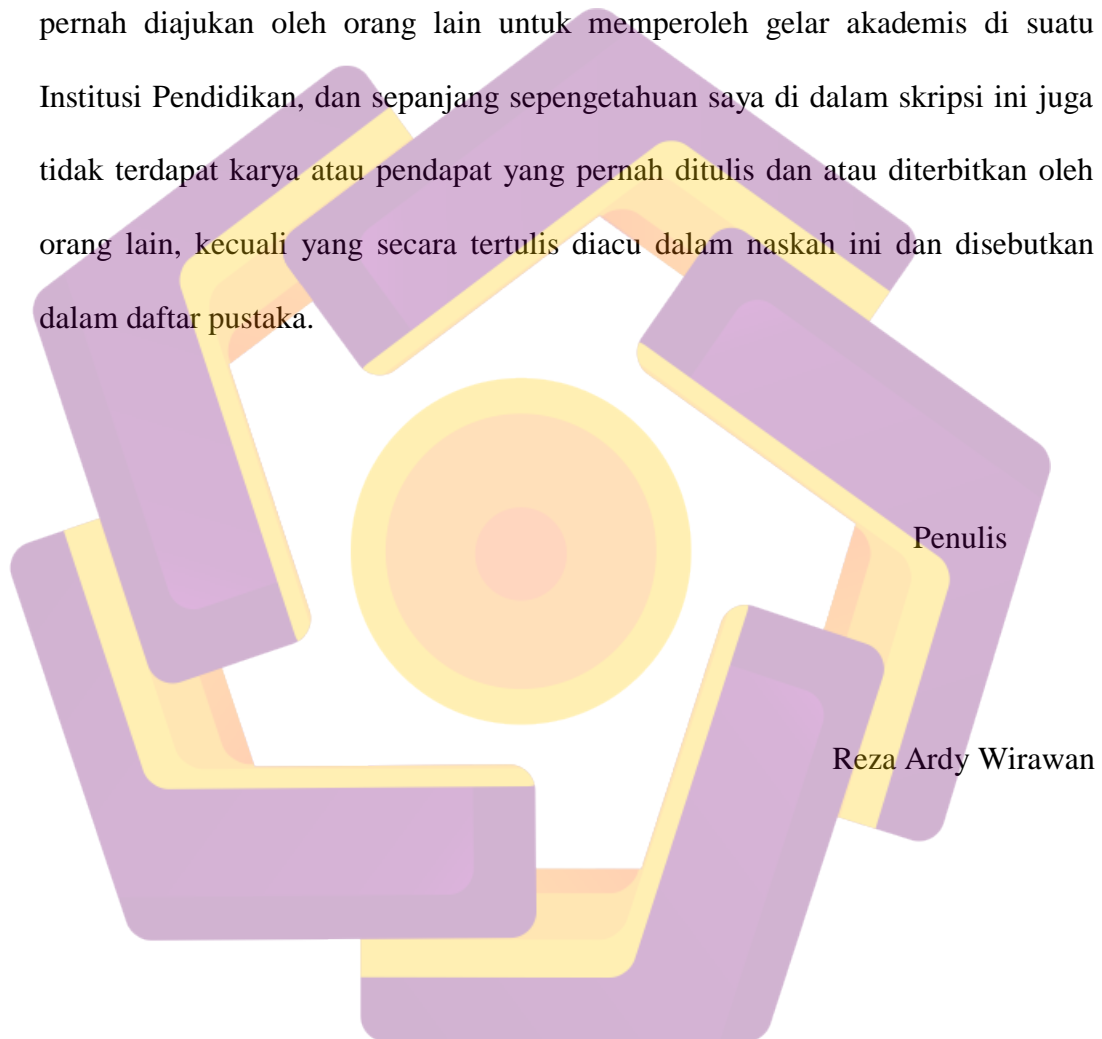 pernah diajukan oleh orang lain untuk memperoleh gelar akademis di suatu
Institusi Pendidikan, dan sepanjang sepengetahuan saya di dalam skripsi ini juga
tidak terdapat karya atau pendapat yang pernah ditulis dan atau diterbitkan oleh
orang lain, kecuali yang secara tertulis diacu dalam naskah ini dan disebutkan
dalam daftar pustaka.
Penulis
Reza Ardy Wirawan